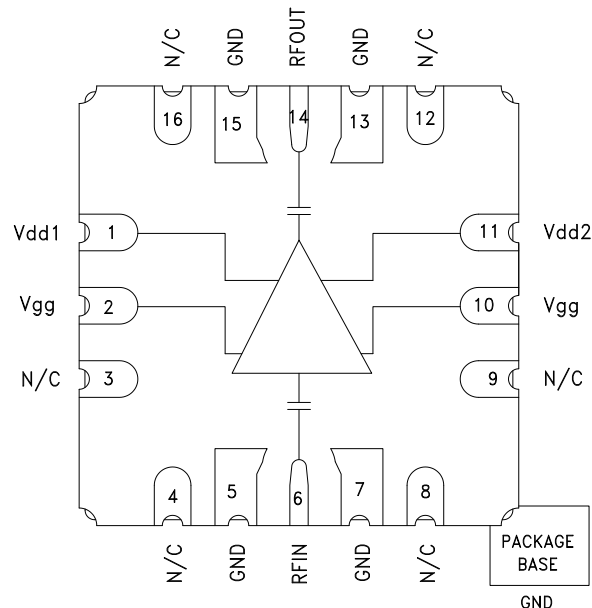 N/C
GND
RFOUT
GND
N/C
16
15
14
13
12
Vdd1
1
11
Vdd2
Vgg
2
10
Vgg
N/C
3
9
N/C
4
5
6
7
8
N/C
GND
RFIN
GND
N/C
PACKAGE
BASE
GND